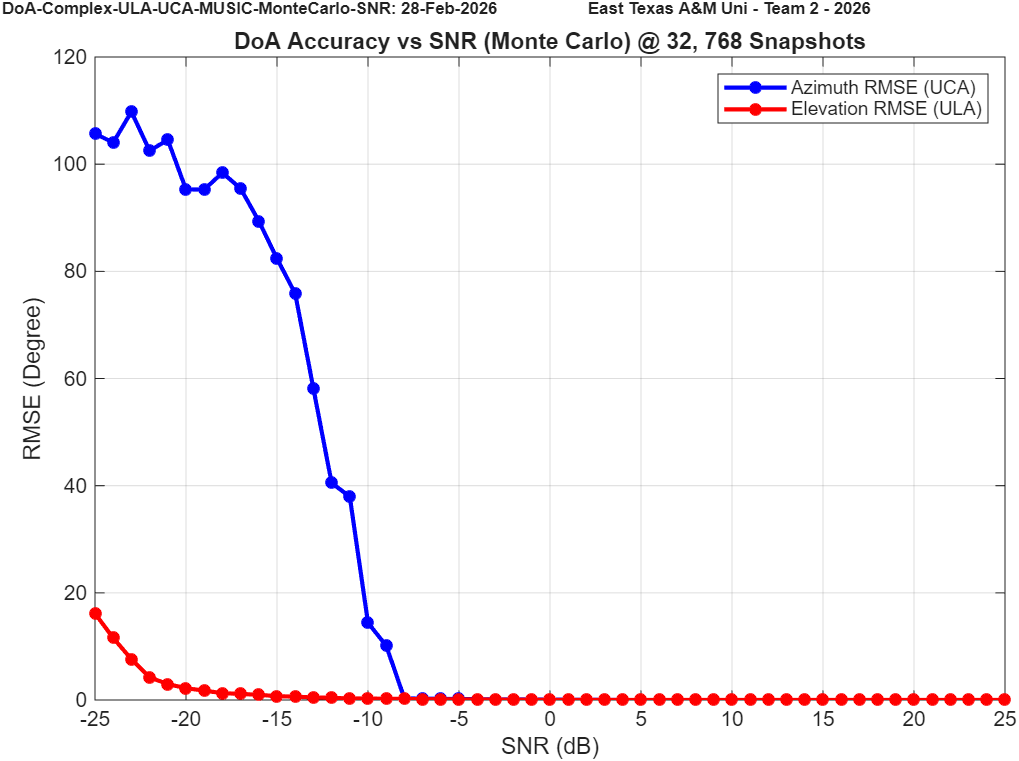 DoA-Complex-ULA-UCA-MUSIC-MonteCarlo-SNR: 28-Feb-2026 East Texas A&M Uni - Team 2 - 2026
DoA Accuracy vs SNR (Monte Carlo) @ 32, 768 Snapshots
Azimuth RMSE (UCA)
Elevation RMSE (ULA)
RMSE (Degree)
120
100
80
60
40
20
0
-25 -20 -15 -10 -5 0 5 10 15 20 25
SNR (dB)